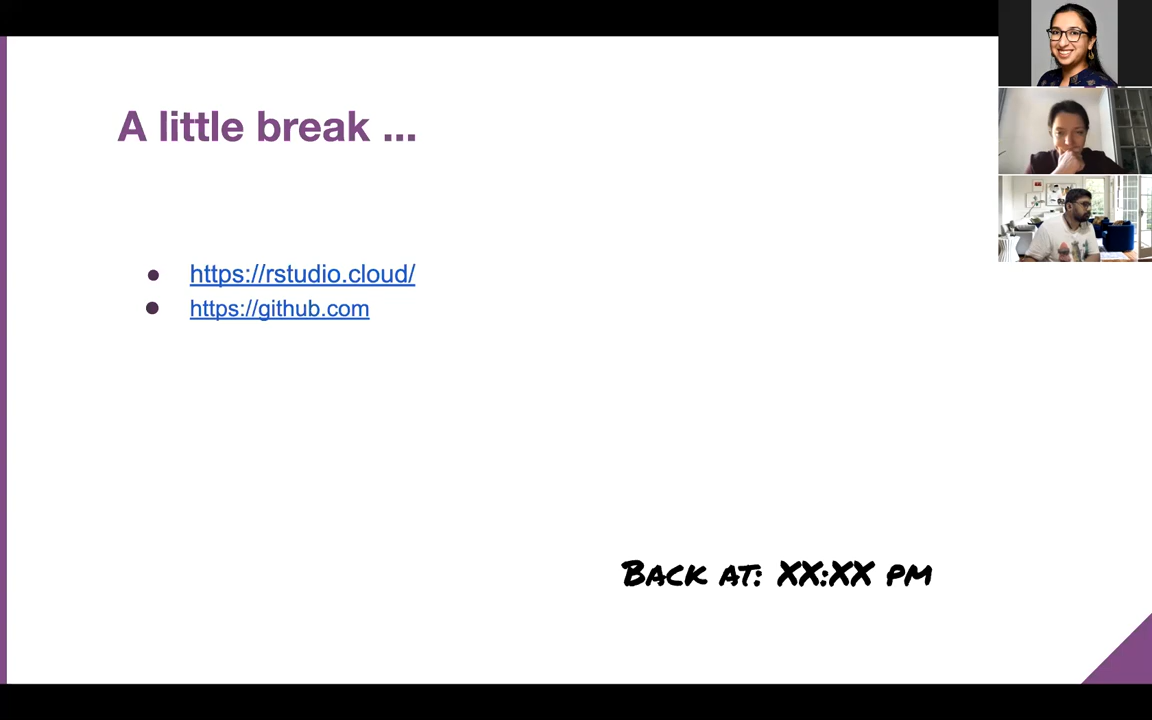 A little break ...
https://rstudio.cloud/
https://github.com
Back at: XX:XX pm